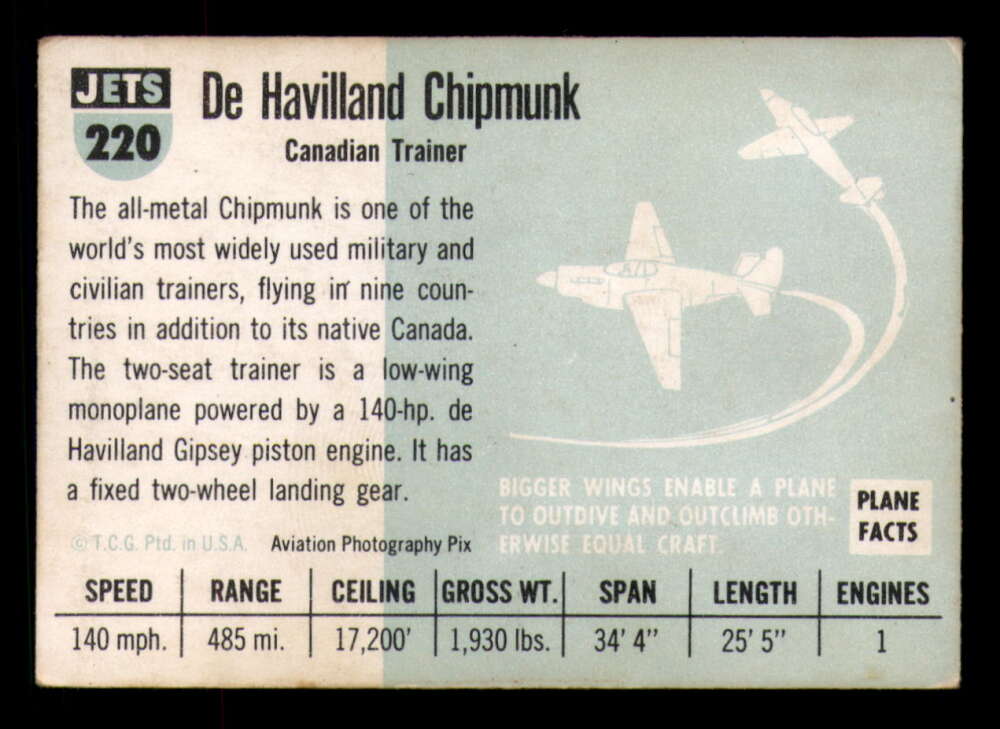 JETS
220
De Havilland Chipmunk
Canadian Trainer
The all-metal Chipmunk is one of the
world's most widely used military and
civilian trainers, flying in nine coun-
tries in addition to its native Canada.
The two-seat trainer is a low-wing
monoplane powered by a 140-hp. de
Havilland Gipsey piston engine. It has
a fixed two-wheel landing gear.
© T.C.G. Ptd. in U.S.A. Aviation Photography Pix
BIGGER WINGS ENABLE A PLANE
TO OUTDIVE AND OUTCLIMB OTH-
ERWISE EQUAL CRAFT.
PLANE
FACTS
SPEED RANGE CEILING GROSS WT. SPAN LENGTH ENGINES
140 mph. 485 mi. 17,200' 1,930 lbs. 34' 4" 25' 5" 1